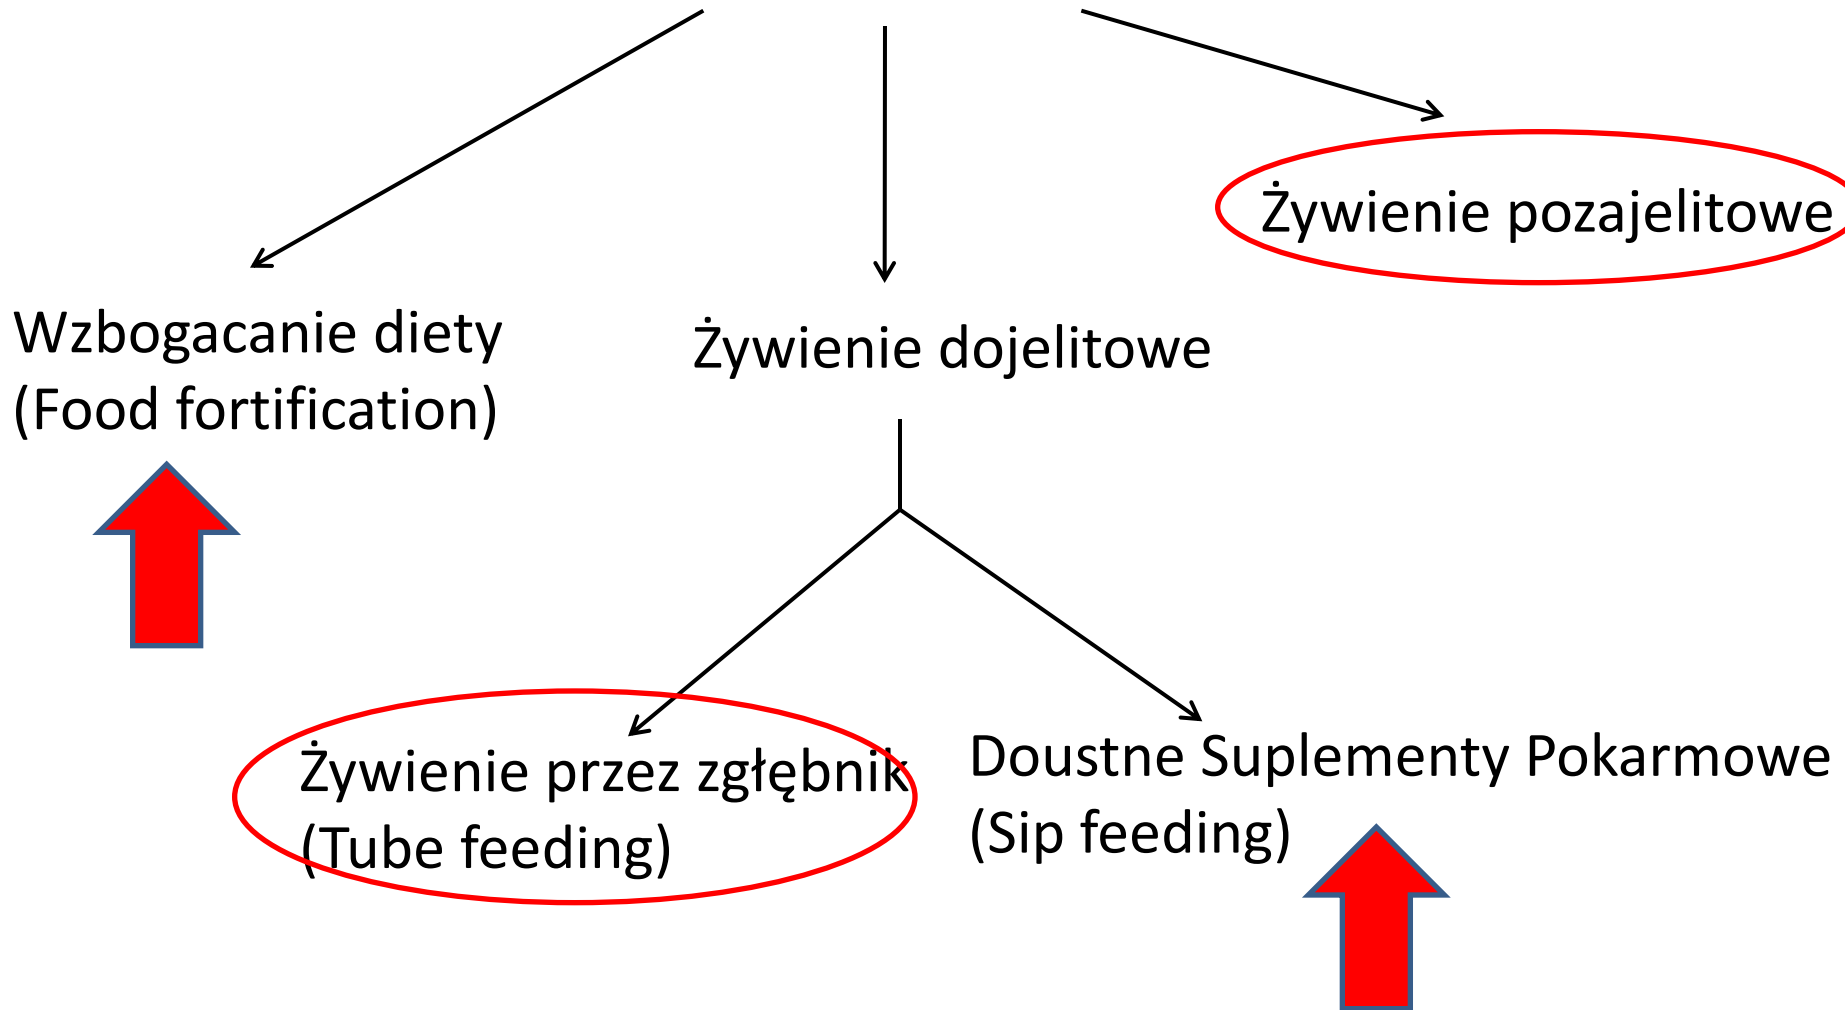 Żywienie pozajelitowe
Wzbogacanie diety
(Food fortification)
Żywienie dojelitowe
Żywienie przez zgłębnik
(Tube feeding)
Doustne Suplementy Pokarmowe
(Sip feeding)